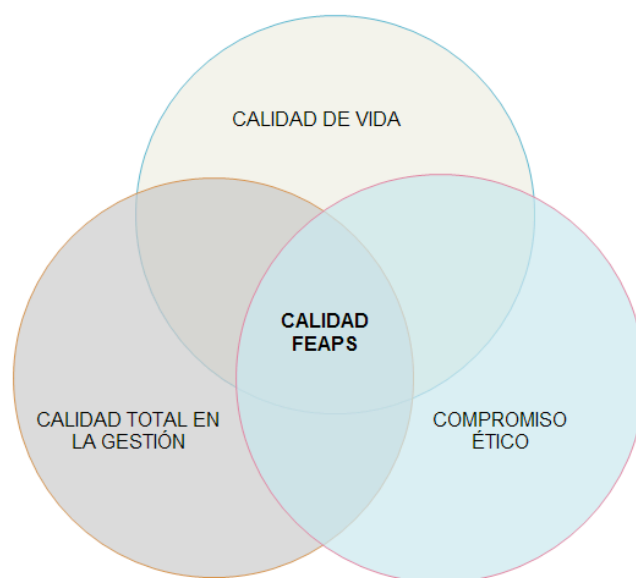 CALIDAD DE VIDA
CALIDAD
FEAPS
CALIDAD TOTAL EN
LA GESTIÓN
COMPROMISO
ÉTICO